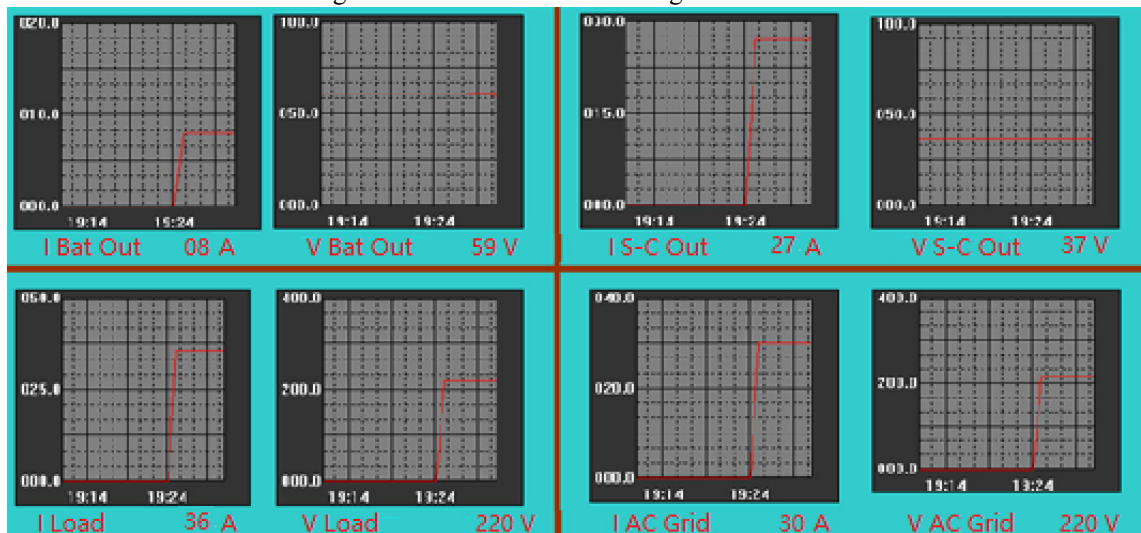 020.0 100.0 030.0 100.0
010.0 050.0 015.0 050.0
000.0 000.0 000.0 000.0
19:14 19:24 19:14 19:24 19:14 19:24 19:14 19:24
I Bat Out 08 A V Bat Out 59 V I S-C Out 27 A V S-C Out 37 V
050.0 400.0 040.0 400.0
025.0 200.0 020.0 200.0
000.0 000.0 000.0 000.0
19:14 19:24 19:14 19:24 19:14 19:24 19:14 19:24
I Load 36 A V Load 220 V I AC Grid 30 A V AC Grid 220 V